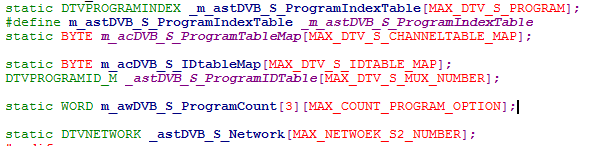 static DTVPROGRAMINDEX _m_astDVB_S_ProgramIndexTable[MAX_DTV_S_PROGRAM];
#define m_astDVB_S_ProgramIndexTable _m_astDVB_S_ProgramIndexTable
static BYTE m_acDVB_S_ProgramTableMap[MAX_DTV_S_CHANNELTABLE_MAP];
static BYTE m_acDVB_S_IDtableMap[MAX_DTV_S_IDTABLE_MAP];
DTVPROGRAMID_M _astDVB_S_ProgramIDTable[MAX_DTV_S_MUX_NUMBER];
static WORD m_awDVB_S_ProgramCount[3][MAX_COUNT_PROGRAM_OPTION];
static DTVNETWORK _astDVB_S_Network[MAX_NETWOEK_S2_NUMBER];